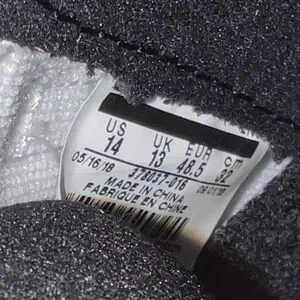 US UK EUR cm
14 13 48.5 32
05/16/18 378037-016
MADE IN CHINA
FABRIQUE EN CHINE